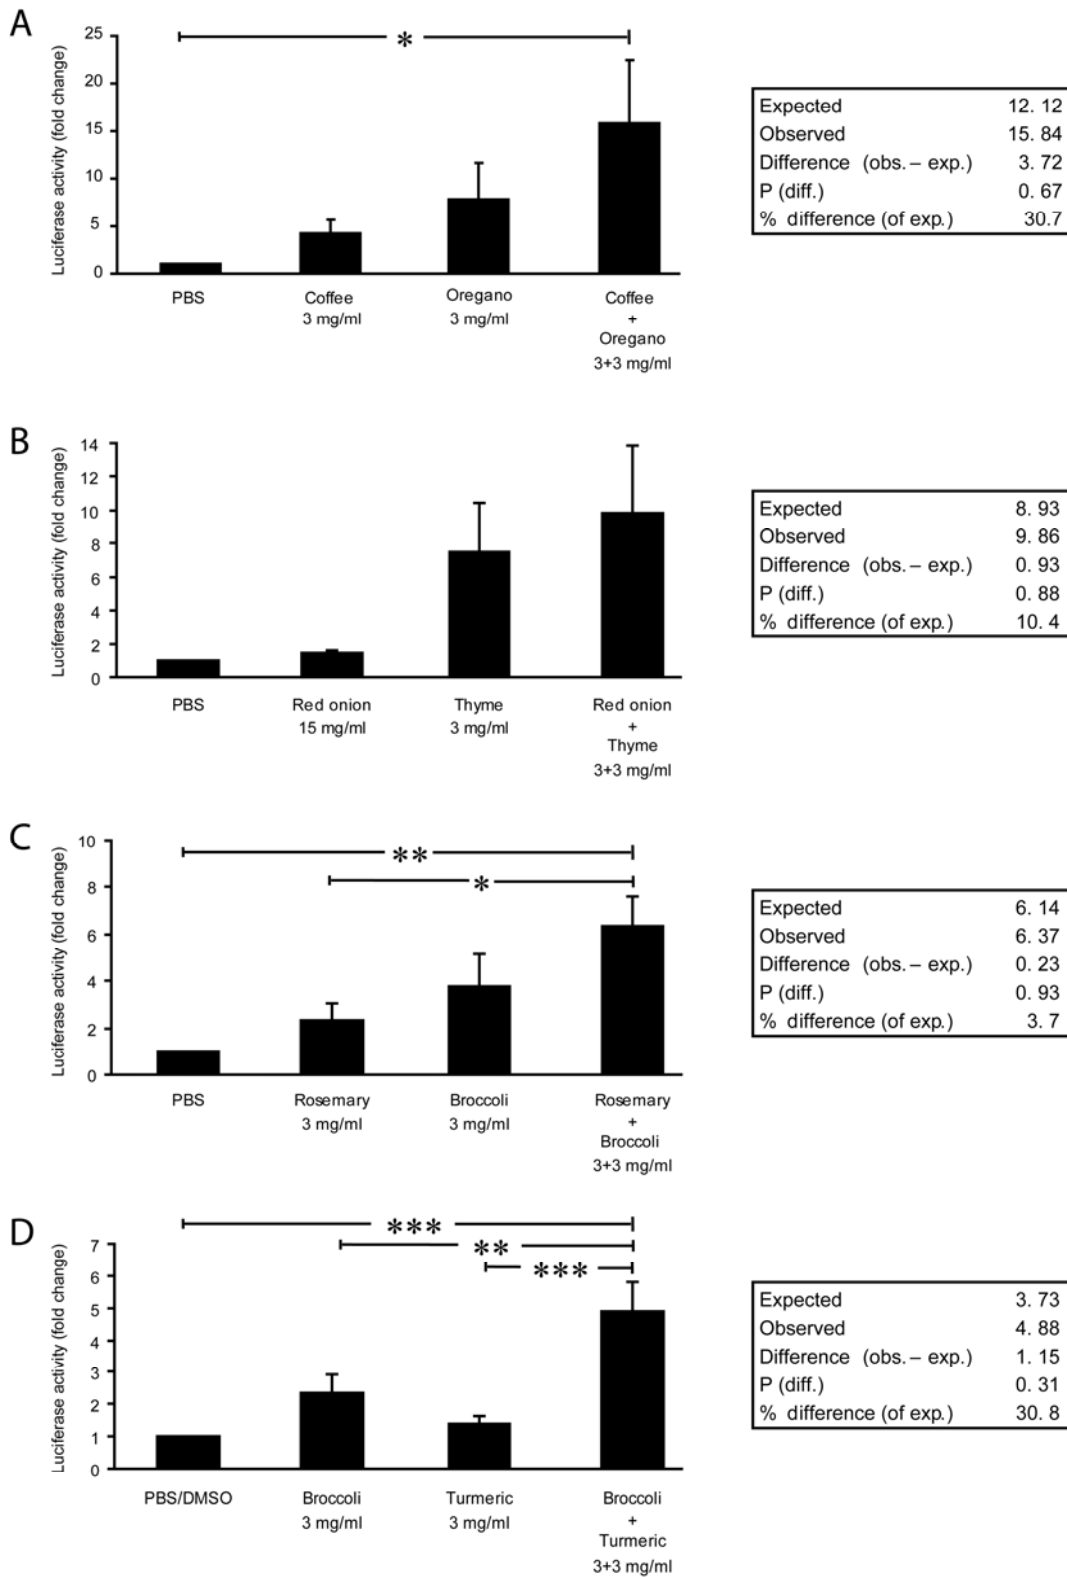 A
Luciferase activity (fold change)
25
20
15
10
5
0
*
PBS
Coffee
3 mg/ml
Oregano
3 mg/ml
Coffee
+
Oregano
3+3 mg/ml
Expected 12. 12
Observed 15. 84
Difference (obs. – exp.) 3. 72
P (diff.) 0. 67
% difference (of exp.) 30.7
B
Luciferase activity (fold change)
14
12
10
8
6
4
2
0
PBS
Red onion
15 mg/ml
Thyme
3 mg/ml
Red onion
+
Thyme
3+3 mg/ml
Expected 8. 93
Observed 9. 86
Difference (obs. – exp.) 0. 93
P (diff.) 0. 88
% difference (of exp.) 10. 4
C
Luciferase activity (fold change)
10
8
6
4
2
0
**
*
PBS
Rosemary
3 mg/ml
Broccoli
3 mg/ml
Rosemary
+
Broccoli
3+3 mg/ml
Expected 6. 14
Observed 6. 37
Difference (obs. – exp.) 0. 23
P (diff.) 0. 93
% difference (of exp.) 3. 7
D
Luciferase activity (fold change)
7
6
5
4
3
2
1
0
***
**
***
PBS/DMSO
Broccoli
3 mg/ml
Turmeric
3 mg/ml
Broccoli
+
Turmeric
3+3 mg/ml
Expected 3. 73
Observed 4. 88
Difference (obs. – exp.) 1. 15
P (diff.) 0. 31
% difference (of exp.) 30. 8